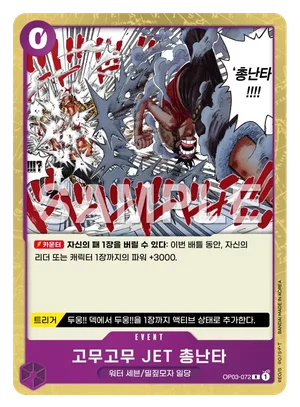 0
'총난타
!!!!
!!!?
SAMPLE
카운터 자신의 패 1장을 버릴 수 있다: 이번 배틀 동안, 자신의
리더 또는 캐릭터 1장까지의 파워 +3000.
트리거 두웅!! 덱에서 두웅!!을 1장까지 액티브 상태로 추가한다.
EVENT
고무고무 JET 총난타
워터 세븐/밀짚모자 일당
OP03-072 R 1